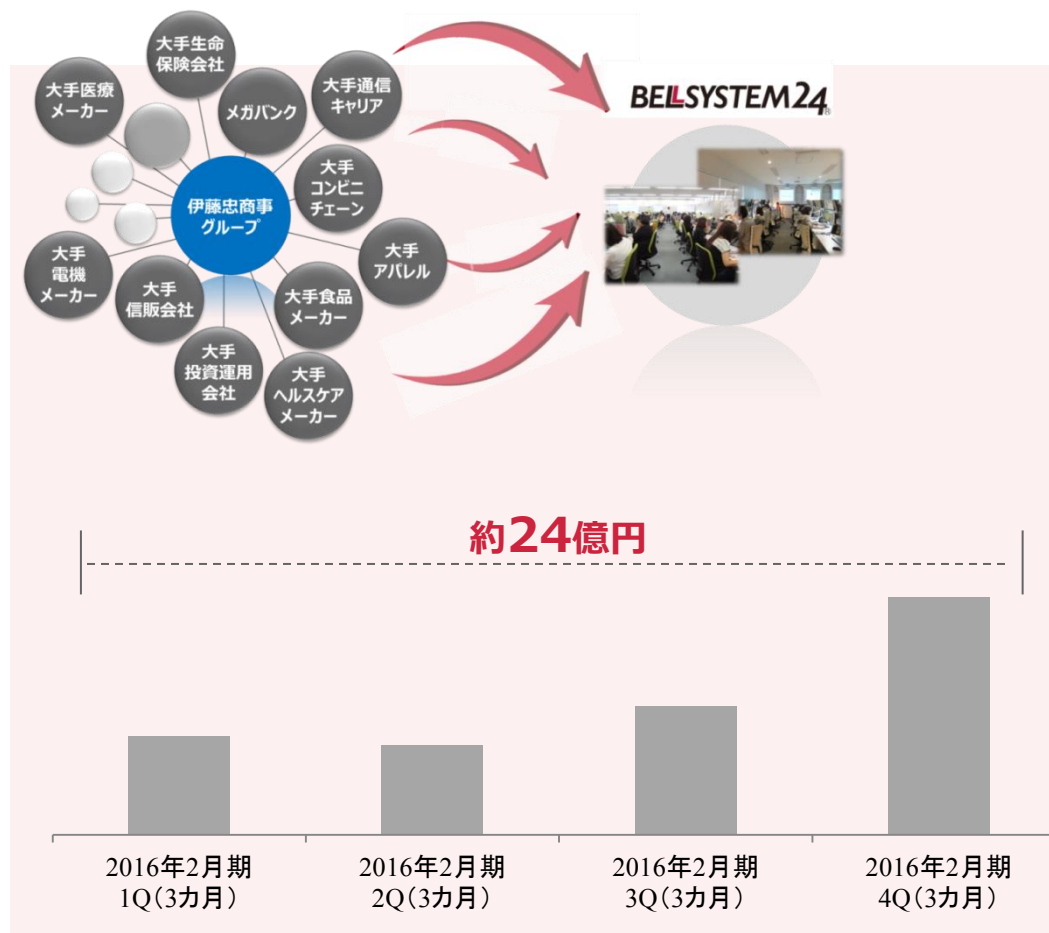 大手生命
保険会社
大手医療
メーカー
メガバンク
大手通信
キャリア
大手
コンビニ
チェーン
伊藤忠商事
グループ
大手
アパレル
大手
電機
メーカー
大手
信販会社
大手食品
メーカー
大手
投資運用
会社
大手
ヘルスケア
メーカー
BELLSYSTEM24®
約24億円
2016年2月期
1Q(3カ月)
2016年2月期
2Q(3カ月)
2016年2月期
3Q(3カ月)
2016年2月期
4Q(3カ月)